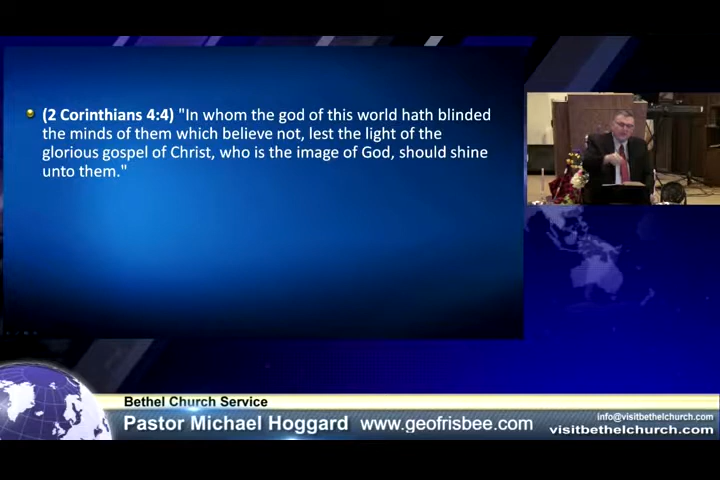 (2 Corinthians 4:4) "In whom the god of this world hath blinded
the minds of them which believe not, lest the light of the
glorious gospel of Christ, who is the image of God, should shine
unto them."
Bethel Church Service
Pastor Michael Hoggard www.geofrisbee.com
info@visitbethelchurch.com
visitbethelchurch.com